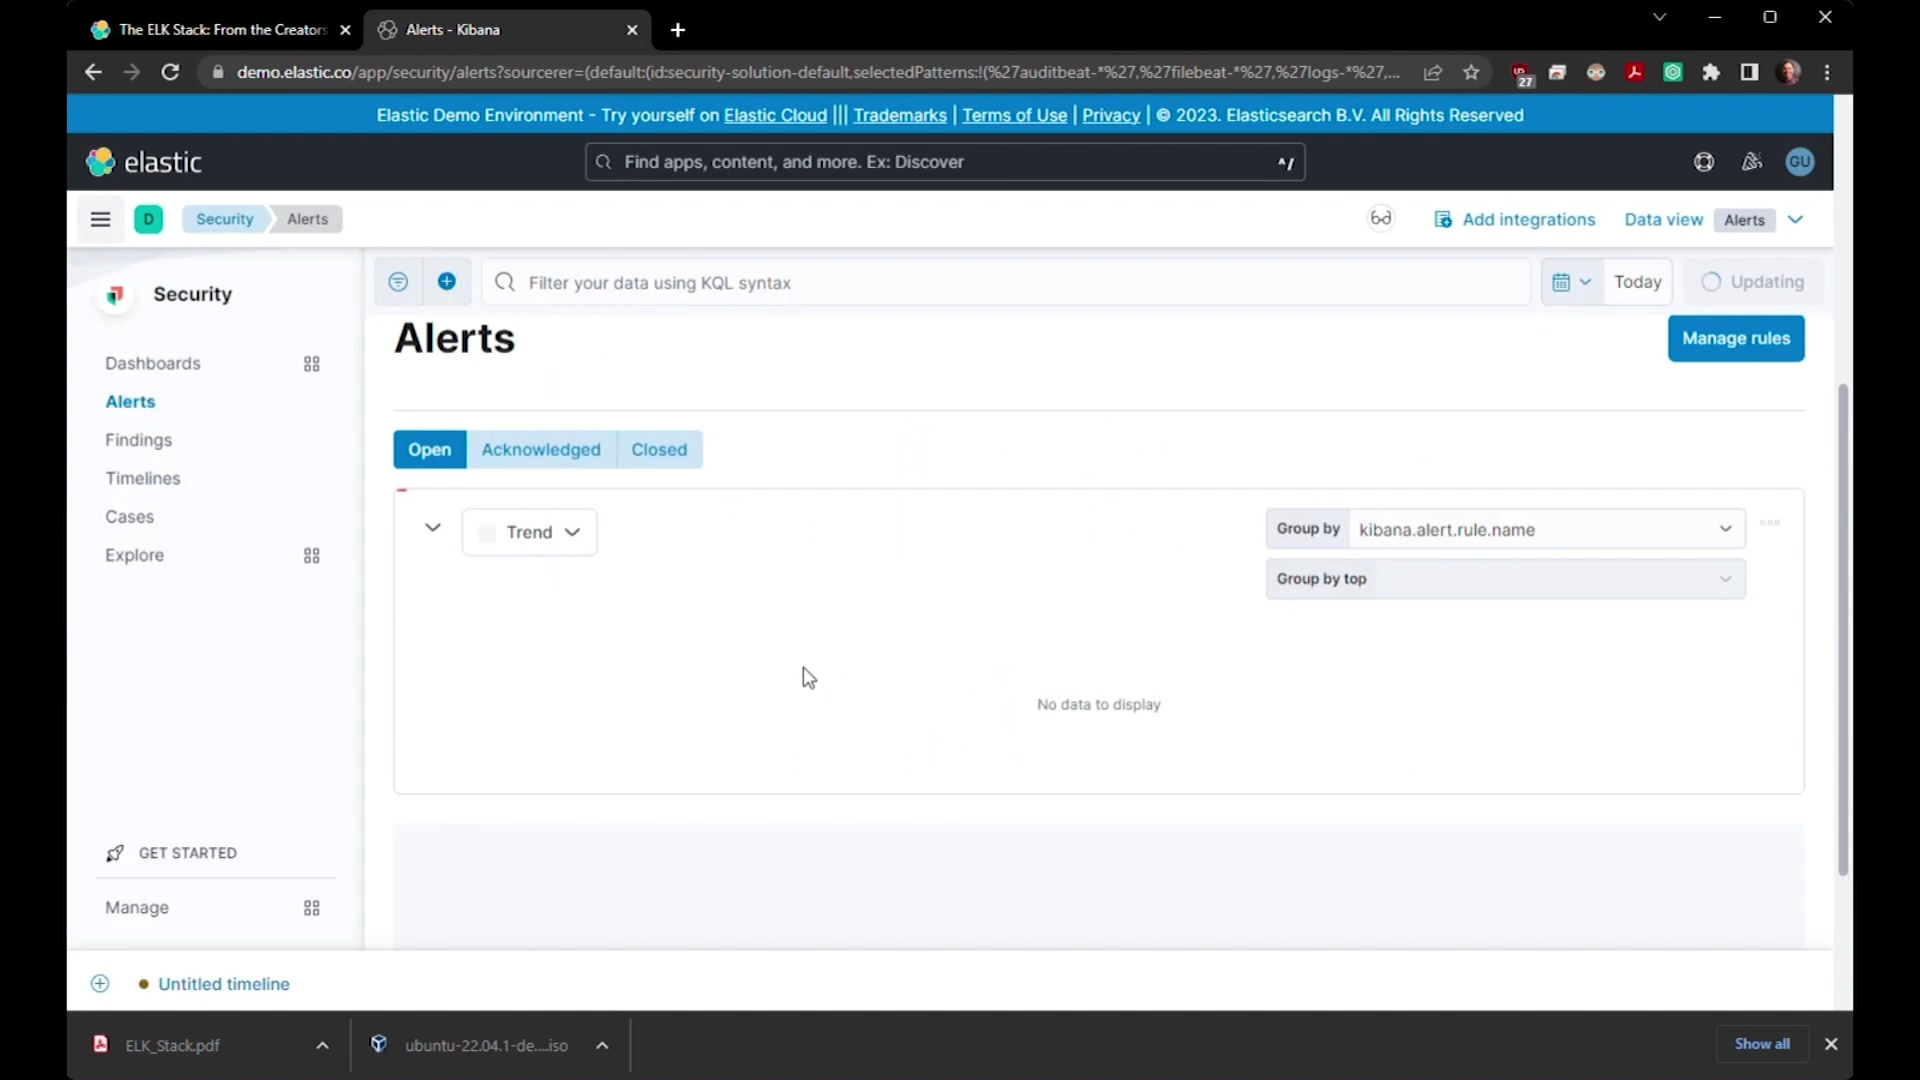 The ELK Stack: From the Creators
Alerts - Kibana
demo.elastic.co/app/security/alerts?sourcerer=(default:(id:security-solution-default,selectedPatterns:!(%27auditbeat-*%27,%27filebeat-*%27,%27logs-*%27,...
27
Elastic Demo Environment - Try yourself on Elastic Cloud ||| Trademarks | Terms of Use | Privacy | © 2023. Elasticsearch B.V. All Rights Reserved
elastic
Find apps, content, and more. Ex: Discover
^/
GU
D
Security
Alerts
Add integrations
Data view
Alerts
Security
Filter your data using KQL syntax
Today
Updating
Alerts
Manage rules
Dashboards
Alerts
Findings
Timelines
Cases
Explore
Open
Acknowledged
Closed
Trend
Group by
kibana.alert.rule.name
Group by top
No data to display
GET STARTED
Manage
Untitled timeline
ELK_Stack.pdf
ubuntu-22.04.1-de....iso
Show all